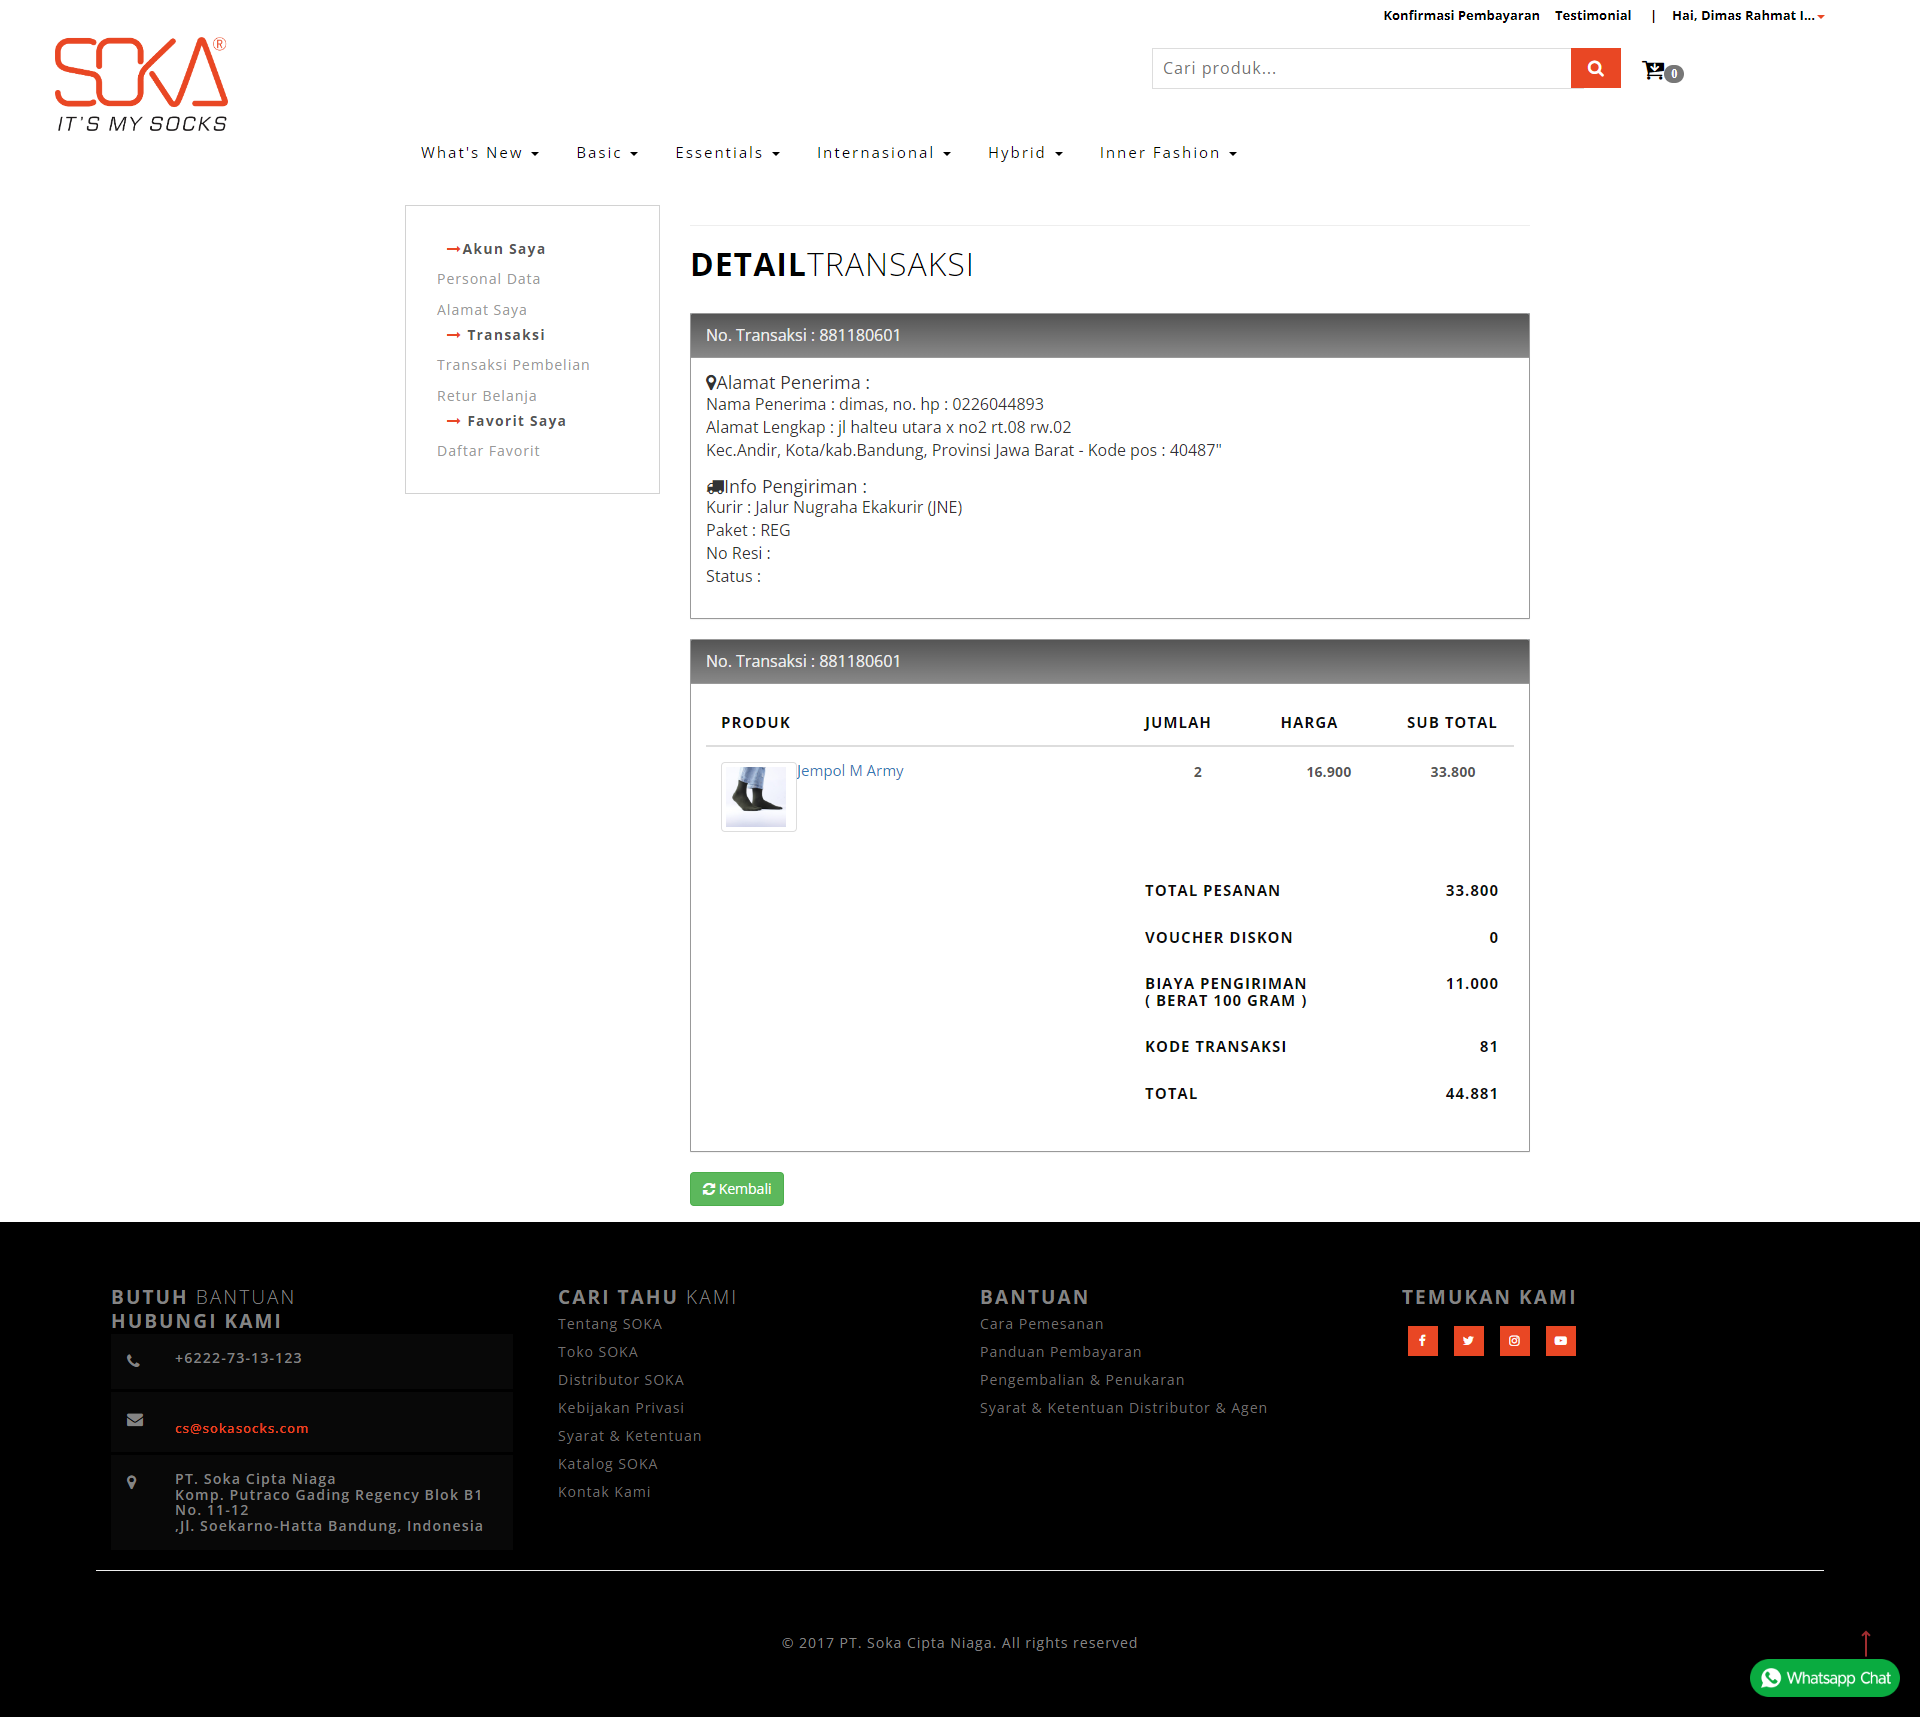 Konfirmasi Pembayaran Testimonial | Hai, Dimas Rahmat I...
SOKA®
IT'S MY SOCKS
Cari produk...
0
What's New Basic Essentials Internasional Hybrid Inner Fashion
Akun Saya
Personal Data
Alamat Saya
Transaksi
Transaksi Pembelian
Retur Belanja
Favorit Saya
Daftar Favorit
DETAILTRANSAKSI
No. Transaksi : 881180601
Alamat Penerima :
Nama Penerima : dimas, no. hp : 0226044893
Alamat Lengkap : jl halteu utara x no2 rt.08 rw.02
Kec.Andir, Kota/kab.Bandung, Provinsi Jawa Barat - Kode pos : 40487"
Info Pengiriman :
Kurir : Jalur Nugraha Ekakurir (JNE)
Paket : REG
No Resi :
Status :
No. Transaksi : 881180601
PRODUK JUMLAH HARGA SUB TOTAL
Jempol M Army 2 16.900 33.800
TOTAL PESANAN 33.800
VOUCHER DISKON 0
BIAYA PENGIRIMAN 11.000
( BERAT 100 GRAM )
KODE TRANSAKSI 81
TOTAL 44.881
Kembali
BUTUH BANTUAN
HUBUNGI KAMI
+6222-73-13-123
cs@sokasocks.com
PT. Soka Cipta Niaga
Komp. Putraco Gading Regency Blok B1
No. 11-12
,Jl. Soekarno-Hatta Bandung, Indonesia
CARI TAHU KAMI
Tentang SOKA
Toko SOKA
Distributor SOKA
Kebijakan Privasi
Syarat & Ketentuan
Katalog SOKA
Kontak Kami
BANTUAN
Cara Pemesanan
Panduan Pembayaran
Pengembalian & Penukaran
Syarat & Ketentuan Distributor & Agen
TEMUKAN KAMI
© 2017 PT. Soka Cipta Niaga. All rights reserved
Whatsapp Chat